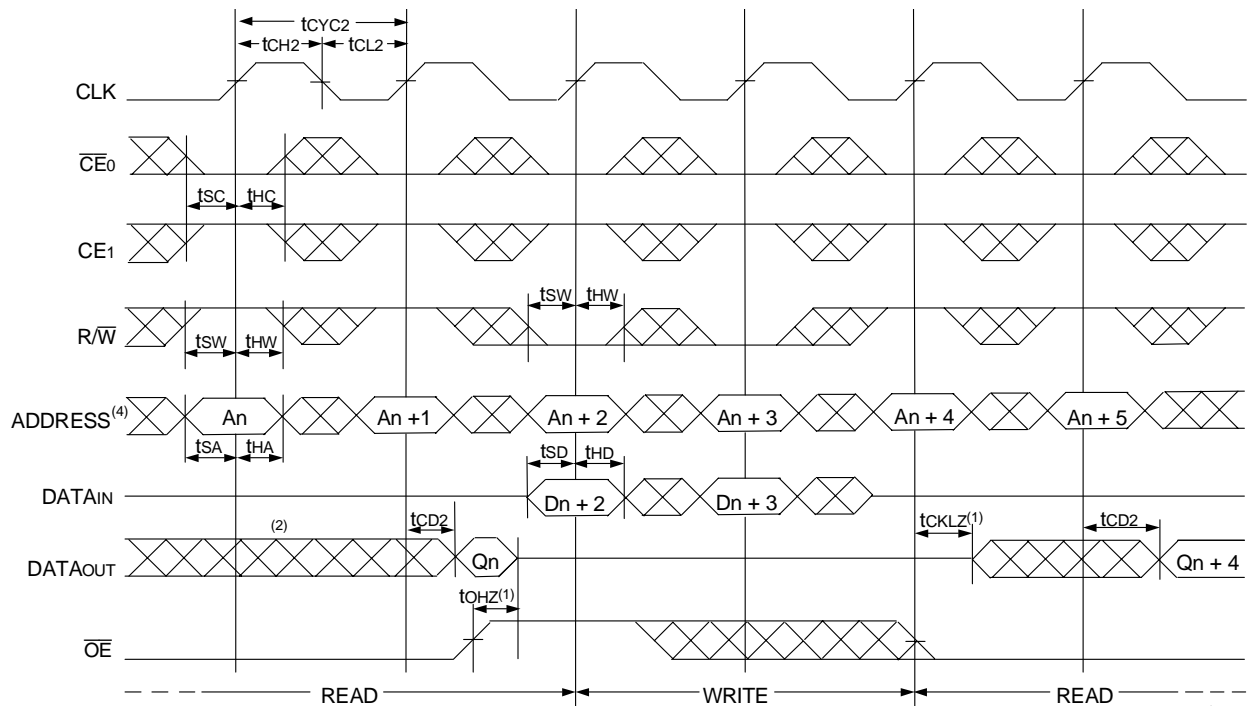 tCYC2
tCH2 tCL2
CLK
CE0
tSC tHC
CE1
tSW tHW
R/W
tSW tHW
ADDRESS(4) An An +1 An + 2 An + 3 An + 4 An + 5
tSA tHA tSD tHD
DATAIN Dn + 2 Dn + 3
(2) tCD2 tCKLZ(1) tCD2
DATAOUT Qn Qn + 4
tOHZ(1)
OE
READ WRITE READ